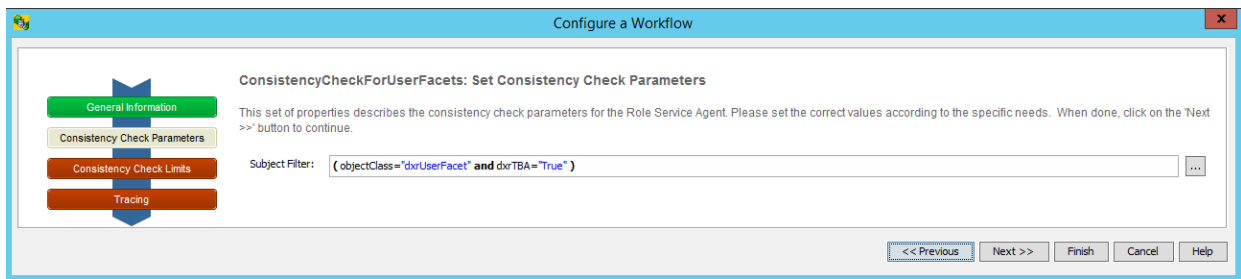 Configure a Workflow
x
General Information
Consistency Check Parameters
Consistency Check Limits
Tracing
ConsistencyCheckForUserFacets: Set Consistency Check Parameters
This set of properties describes the consistency check parameters for the Role Service Agent. Please set the correct values according to the specific needs. When done, click on the 'Next
>>' button to continue.
Subject Filter: ( objectClass="dxrUserFacet" and dxrTBA="True" ) ...
<< Previous Next >> Finish Cancel Help